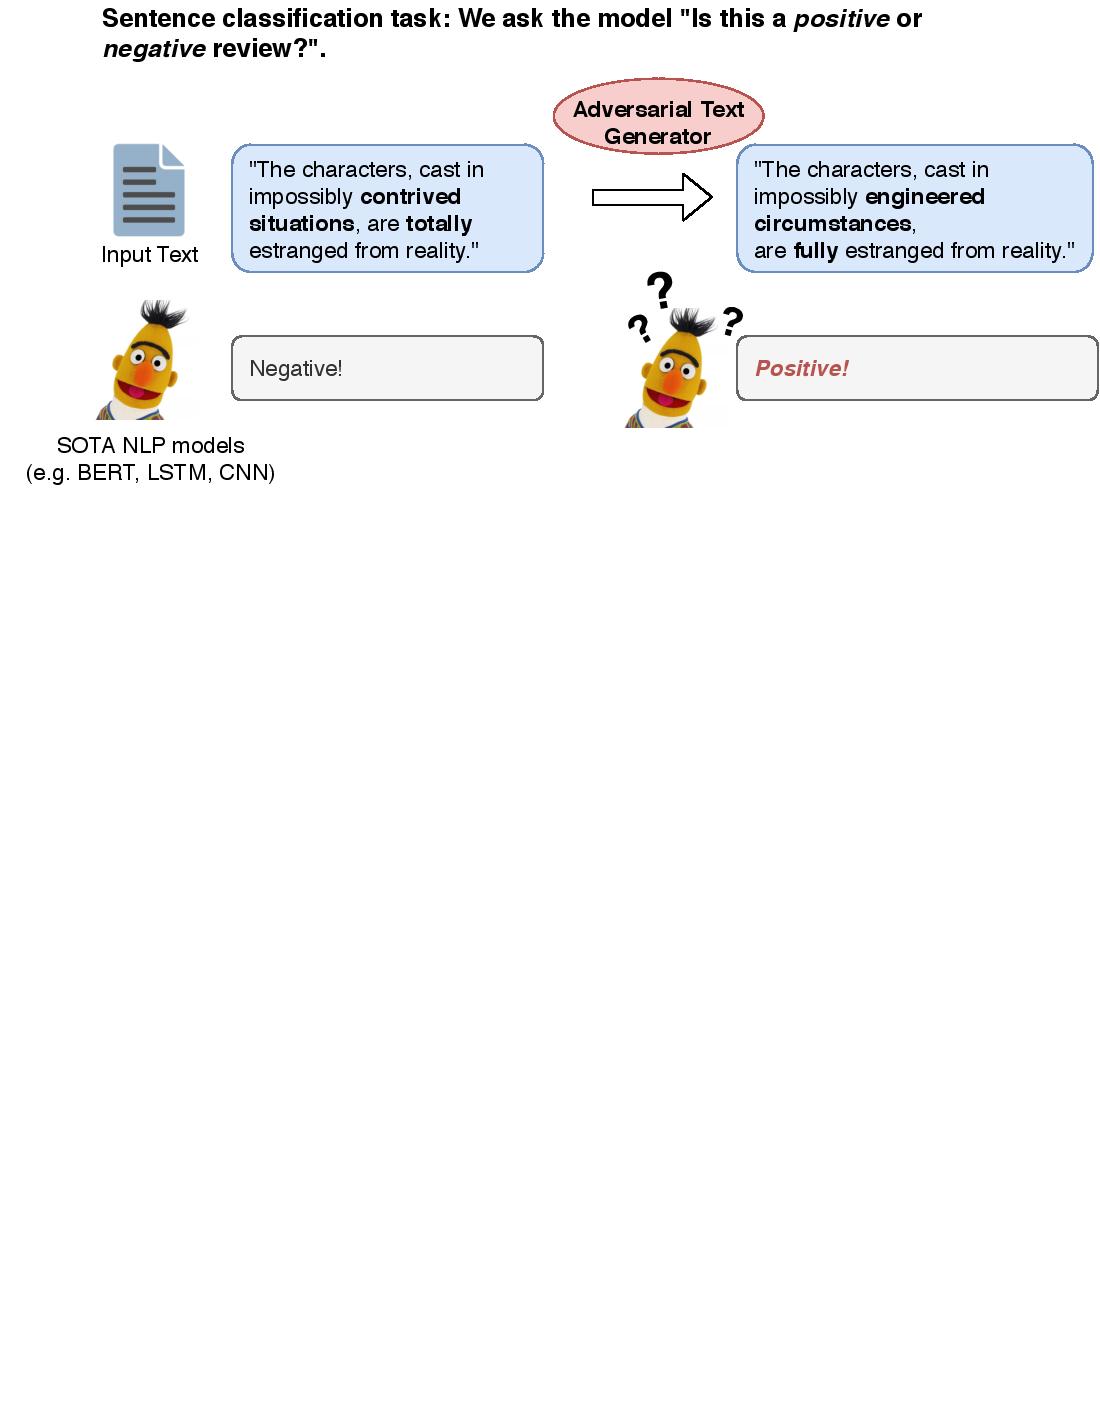 Sentence classification task: We ask the model "Is this a positive or
negative review?".
Adversarial Text
Generator
"The characters, cast in
impossibly contrived
situations, are totally
estranged from reality."
"The characters, cast in
impossibly engineered
circumstances,
are fully estranged from reality."
Input Text
? ? ?
Negative!
Positive!
SOTA NLP models
(e.g. BERT, LSTM, CNN)